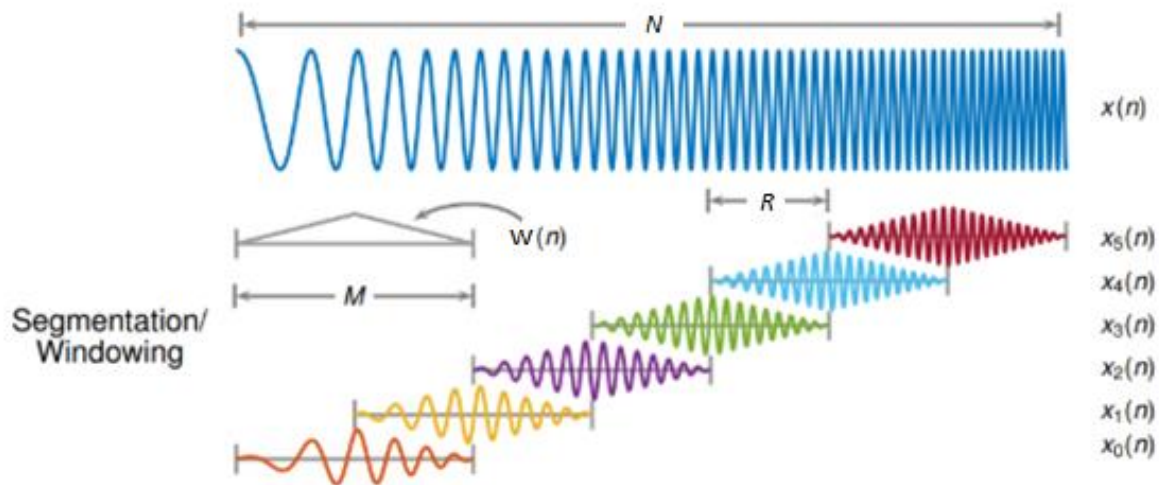 N
x(n)
R
w(n)
x₅(n)
x₄(n)
M
Segmentation/
Windowing
x₃(n)
x₂(n)
x₁(n)
x₀(n)